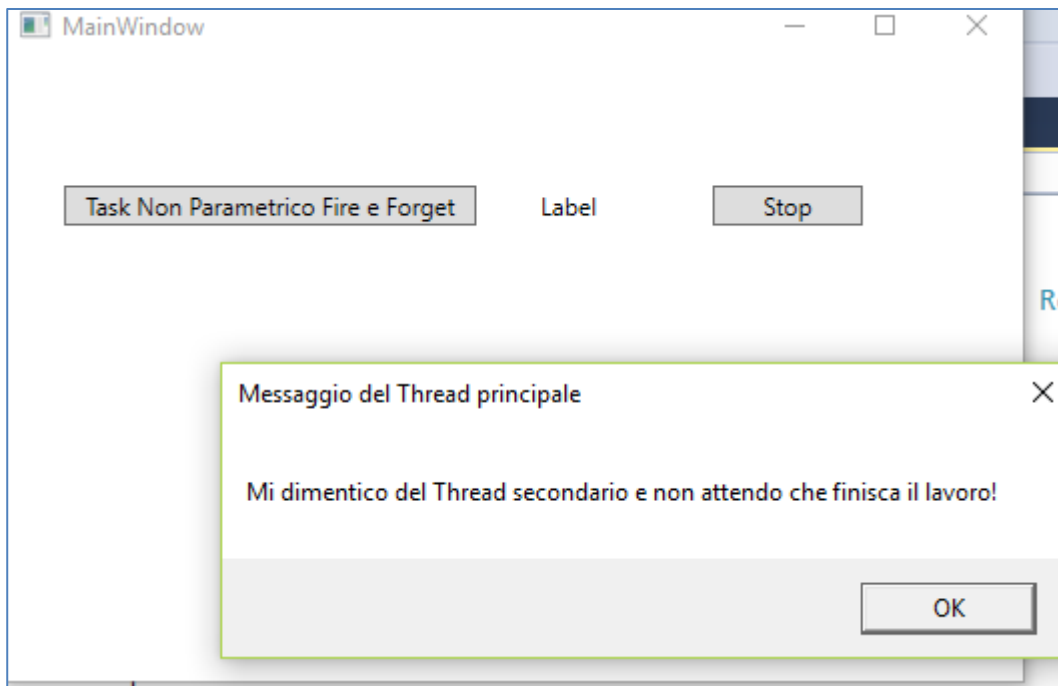 MainWindow
Task Non Parametrico Fire e Forget
Label
Stop
Messaggio del Thread principale
Mi dimentico del Thread secondario e non attendo che finisca il lavoro!
OK